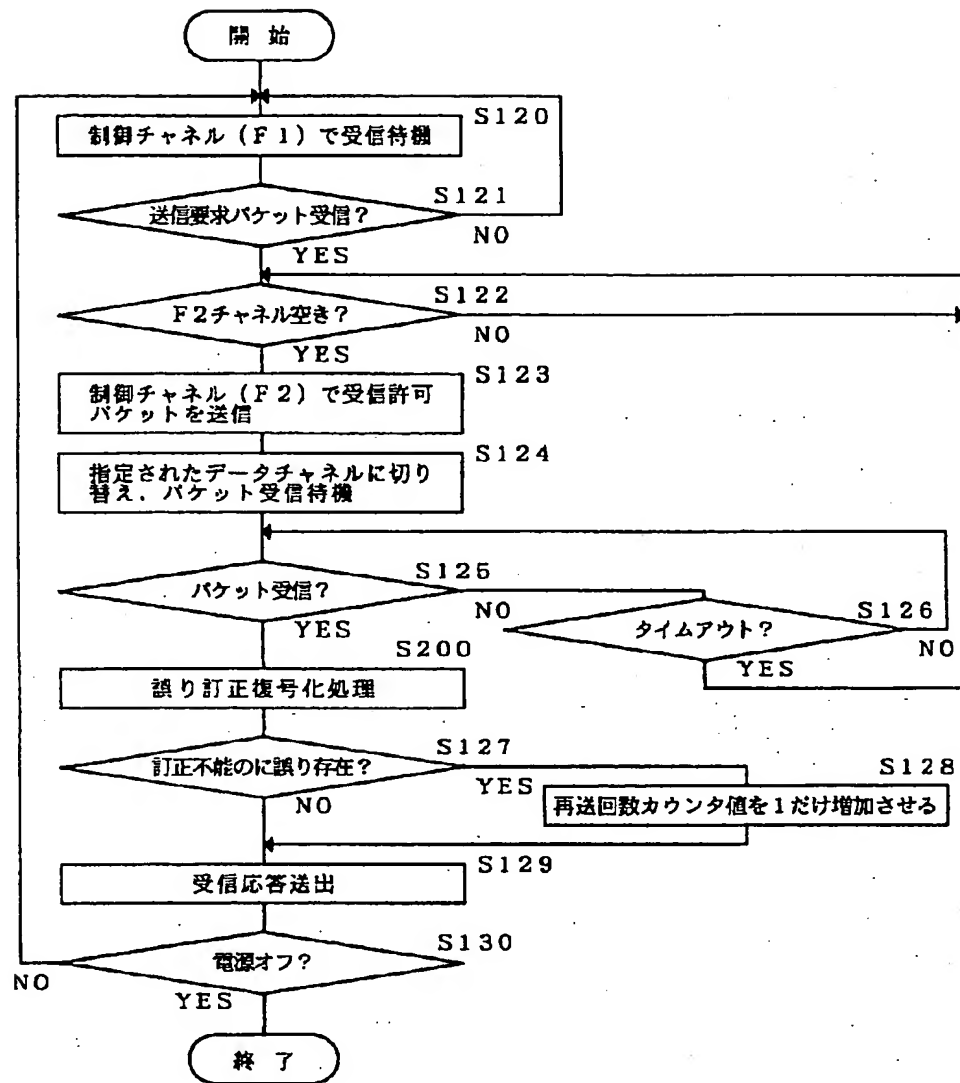 開 始
S120
制御チャネル（F1）で受信待機
S121
送信要求パケット受信？
NO
YES
S122
F2チャネル空き？
NO
YES
S123
制御チャネル（F2）で受信許可
パケットを送信
S124
指定されたデータチャネルに切り
替え，パケット受信待機
S125
パケット受信？
NO
YES
S126
タイムアウト？
NO
YES
S200
誤り訂正復号化処理
S127
訂正不能のに誤り存在？
YES
NO
S128
再送回数カウンタ値を1だけ増加させる
S129
受信応答送出
S130
電源オフ？
NO
YES
終 了